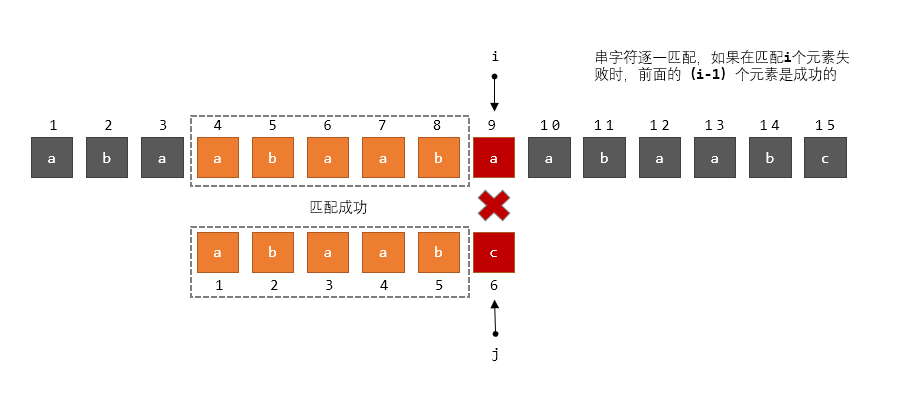 i
串字符逐一匹配，如果在匹配i个元素失
败时，前面的（i-1）个元素是成功的
1 2 3 4 5 6 7 8 9 10 11 12 13 14 15
a b a a b a a b a a b a a b c
匹配成功
a b a a b c
1 2 3 4 5 6
j